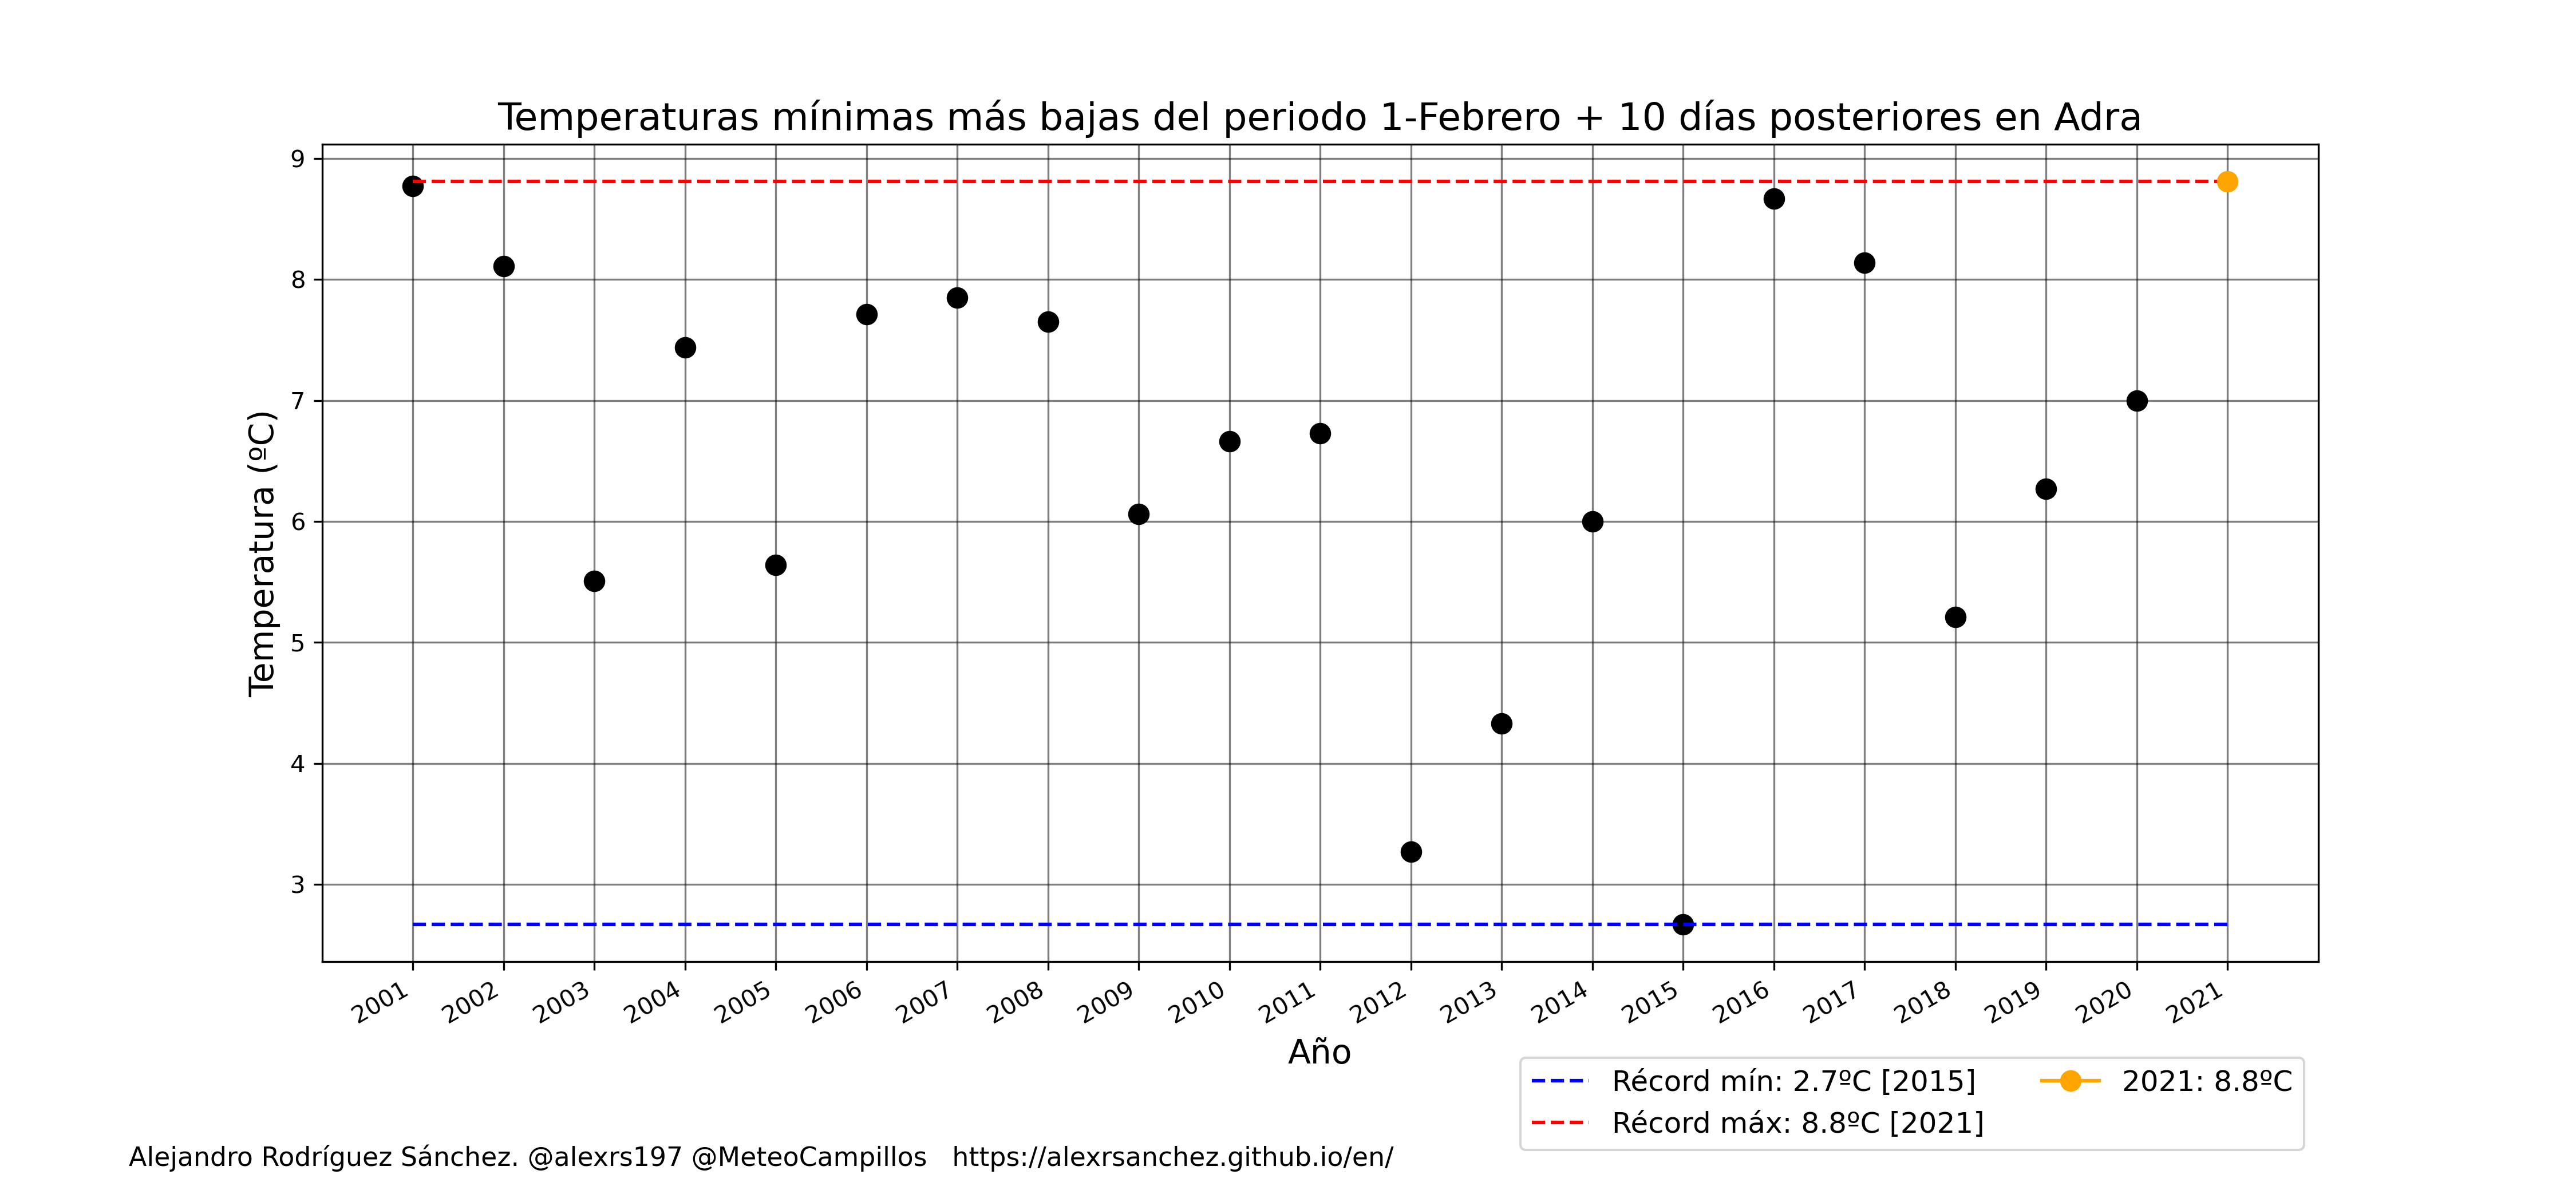 Temperaturas mínimas más bajas del periodo 1-Febrero + 10 días posteriores en Adra
Temperatura (ºC)
9
8
7
6
5
4
3
2001 2002 2003 2004 2005 2006 2007 2008 2009 2010 2011 2012 2013 2014 2015 2016 2017 2018 2019 2020 2021
Año
Récord mín: 2.7ºC [2015]
Récord máx: 8.8ºC [2021]
2021: 8.8ºC
Alejandro Rodríguez Sánchez. @alexrs197 @MeteoCampillos https://alexrsanchez.github.io/en/